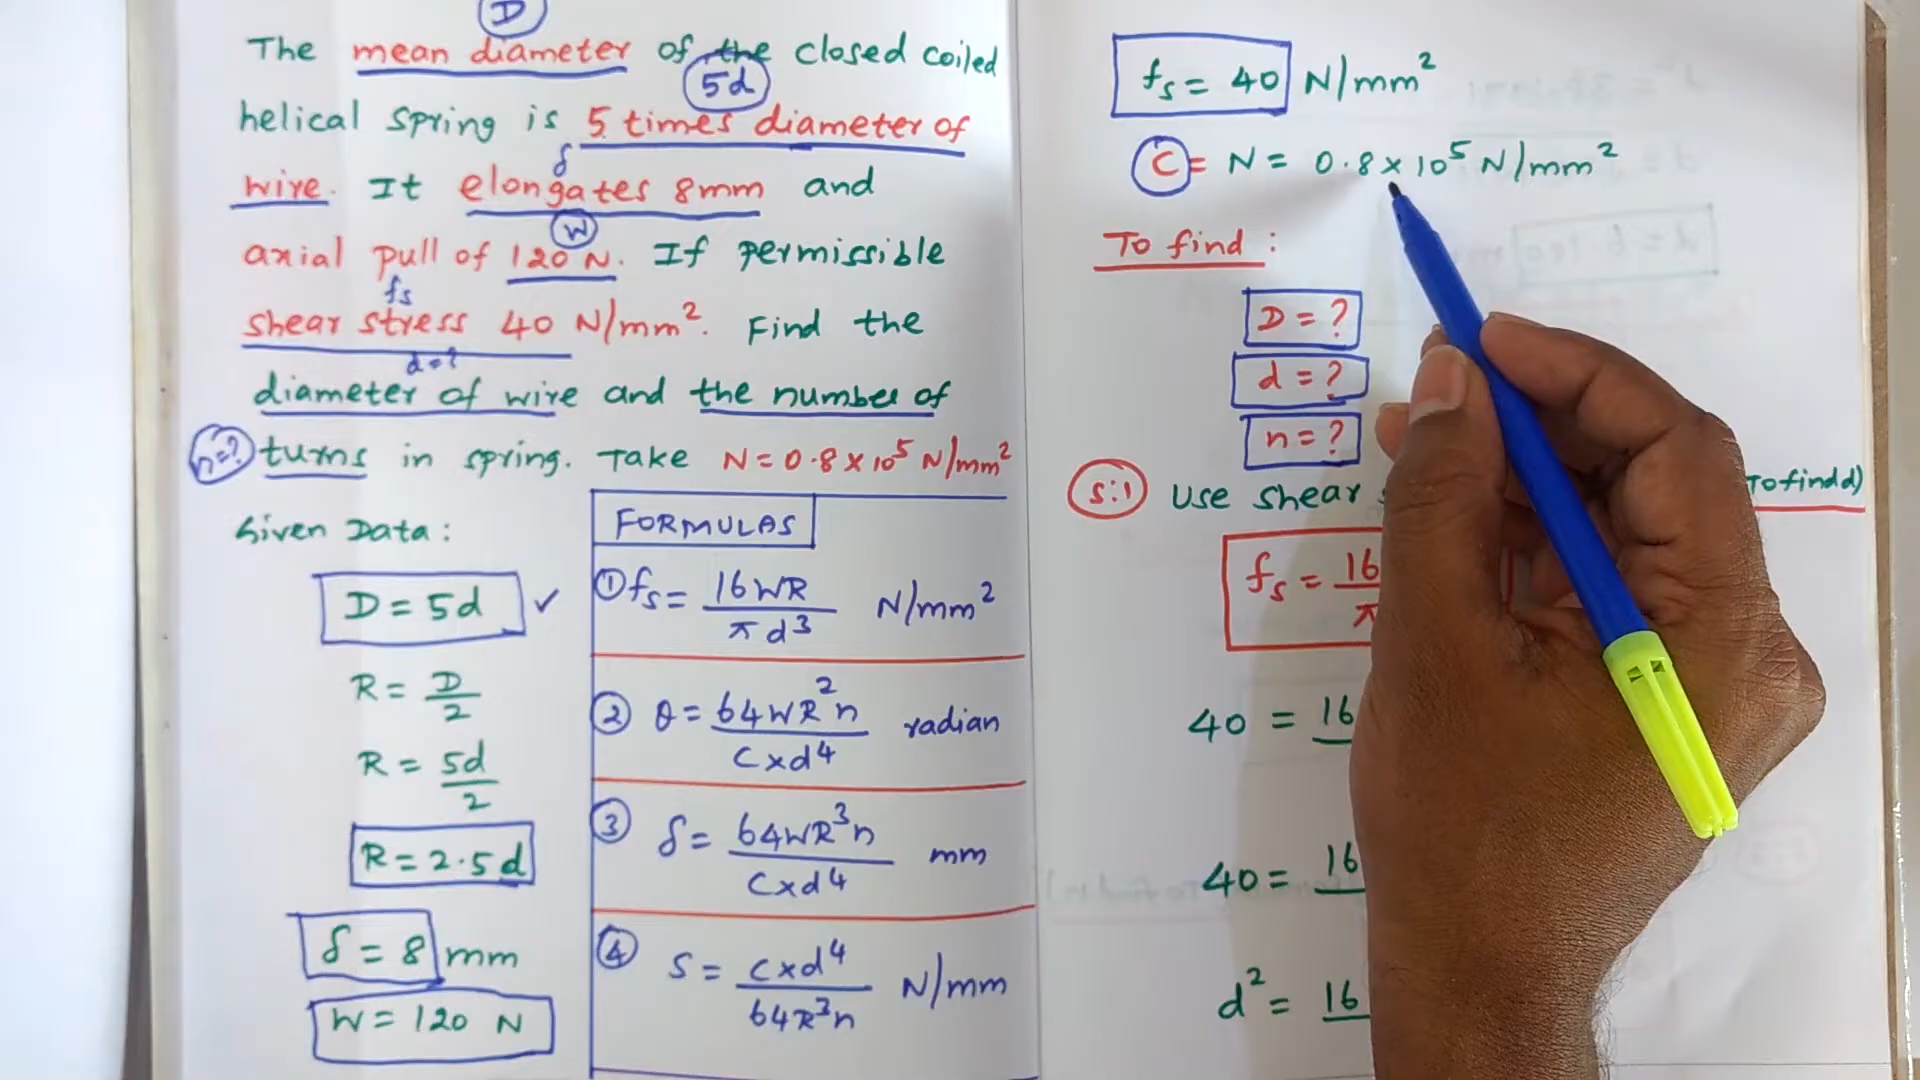 D
The mean diameter of the closed coiled
5d
helical spring is 5 times diameter of
δ
wire. It elongates 8mm and
W
axial pull of 120 N. If permissible
fs
shear stress 40 N/mm². Find the
d=?
diameter of wire and the number of
n=? turns in spring. Take N=0.8×10⁵ N/mm²
Given Data:
D = 5d ✓
R = D/2
R = 5d/2
R = 2.5d
δ = 8 mm
W = 120 N
FORMULAS
① fs = 16WR/πd³ N/mm²
② θ = 64WR²n/C×d⁴ radian
③ δ = 64WR³n/C×d⁴ mm
④ S = C×d⁴/64R³n N/mm
fs = 40 N/mm²
C = N = 0.8×10⁵ N/mm²
To find:
D = ?
d = ?
n = ?
S:1 Use shear To find d)
fs = 16/π
40 = 16
40 = 16
d² = 16